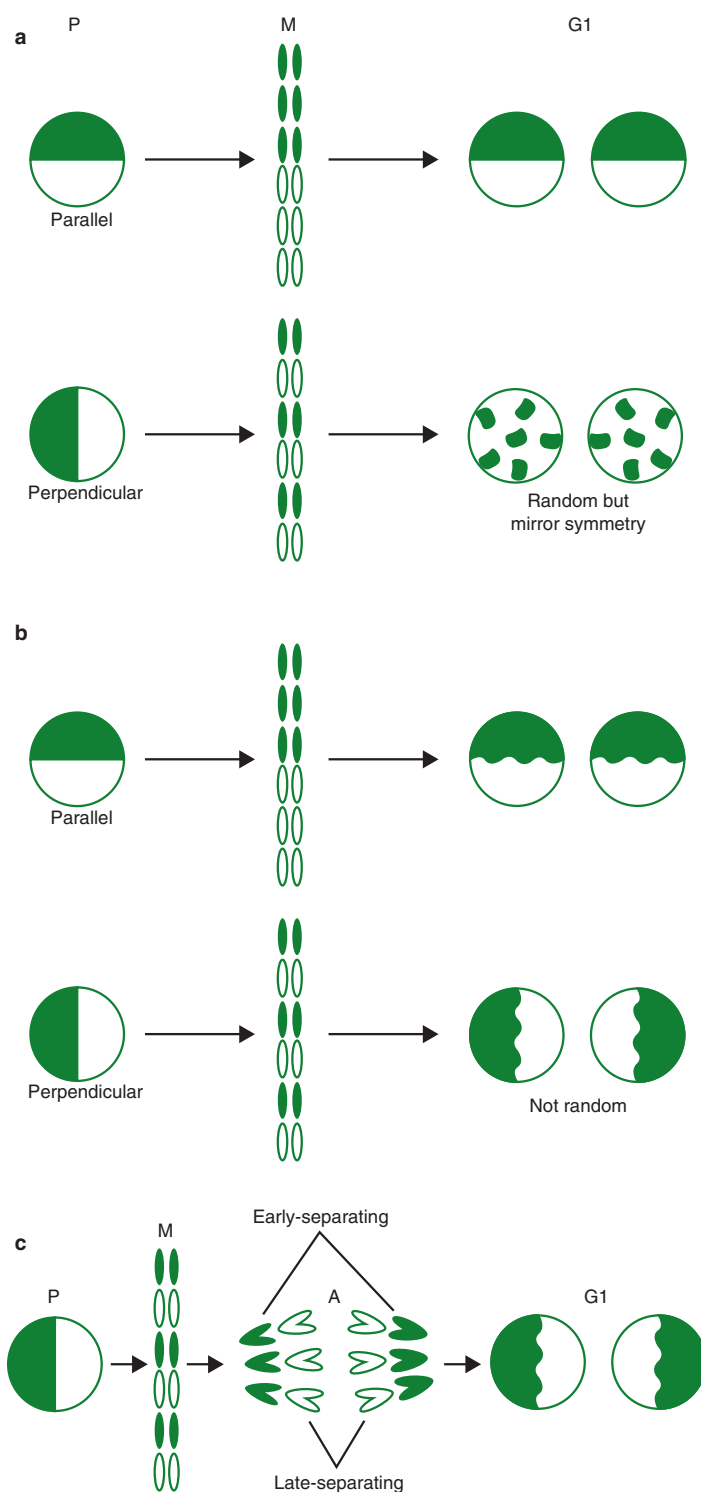 P M G1
a
Parallel
Perpendicular
Random but
mirror symmetry
b
Parallel
Perpendicular
Not random
Early-separating
M
c
P A G1
Late-separating